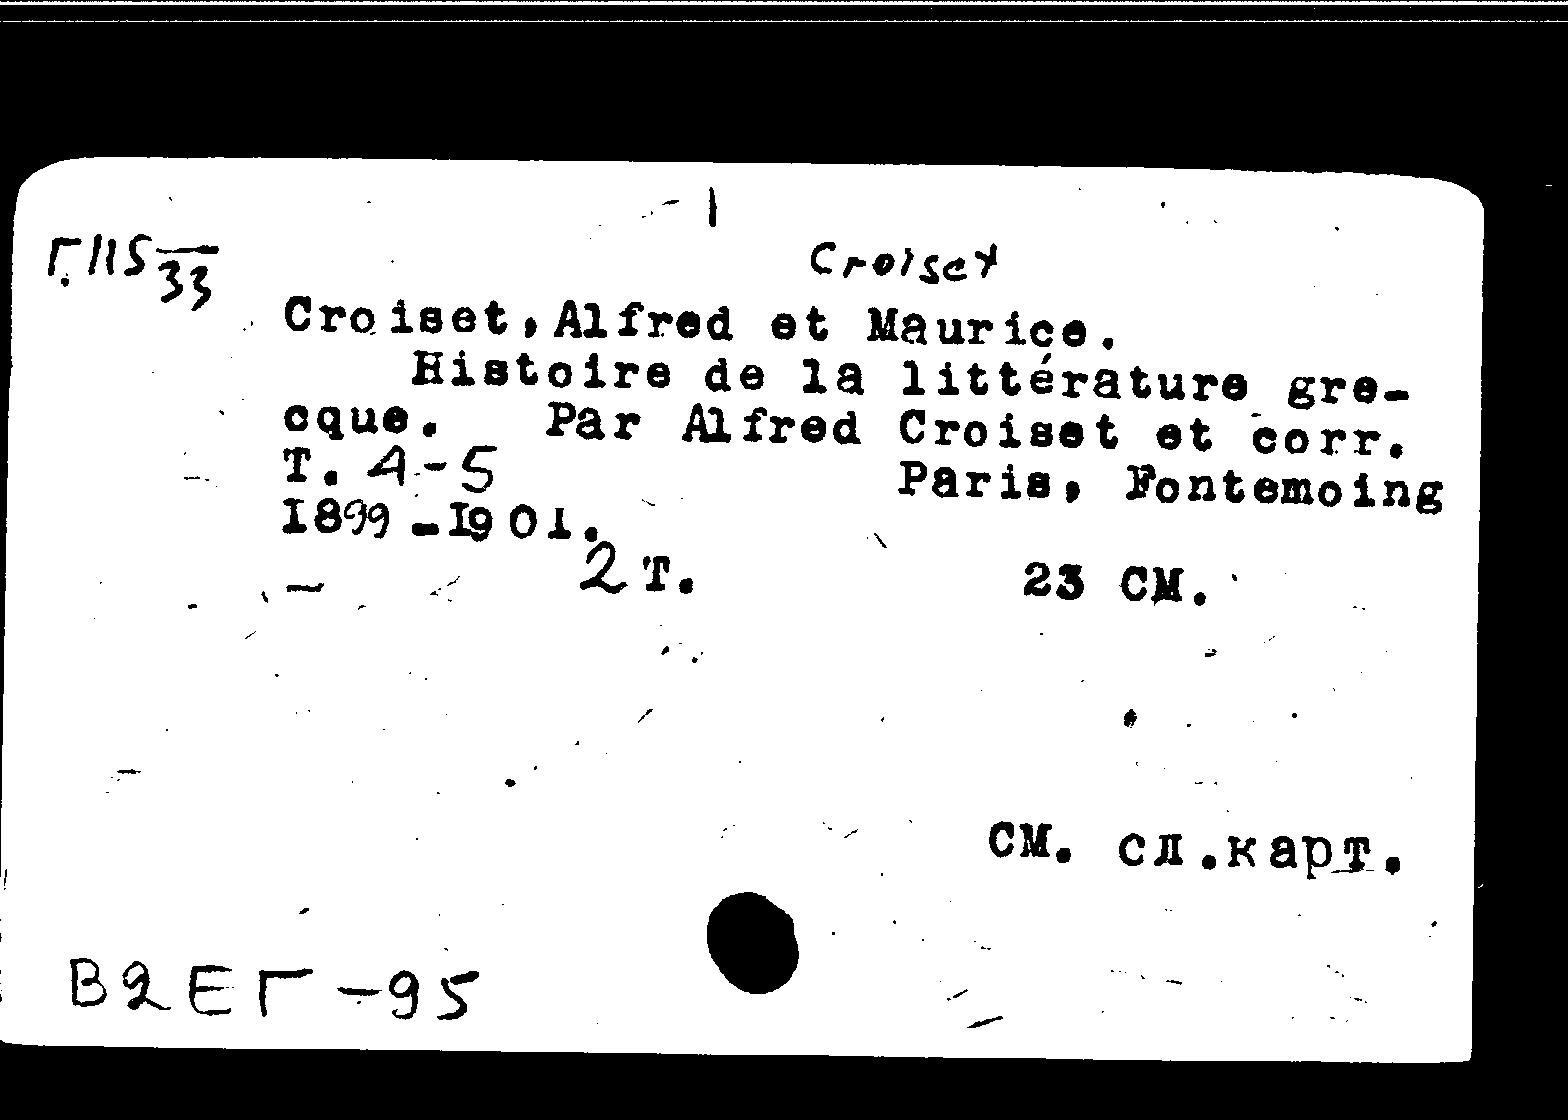 Г.115
33
Croiset
Croiset, Alfred et Maurice.
Histoire de la littérature gre-
cque. Par Alfred Croiset et corr.
T. 4-5 Paris, Fontemoing
1899-1901.
2 т. 23 см.
см. сл.карт.
В2ЕГ-95